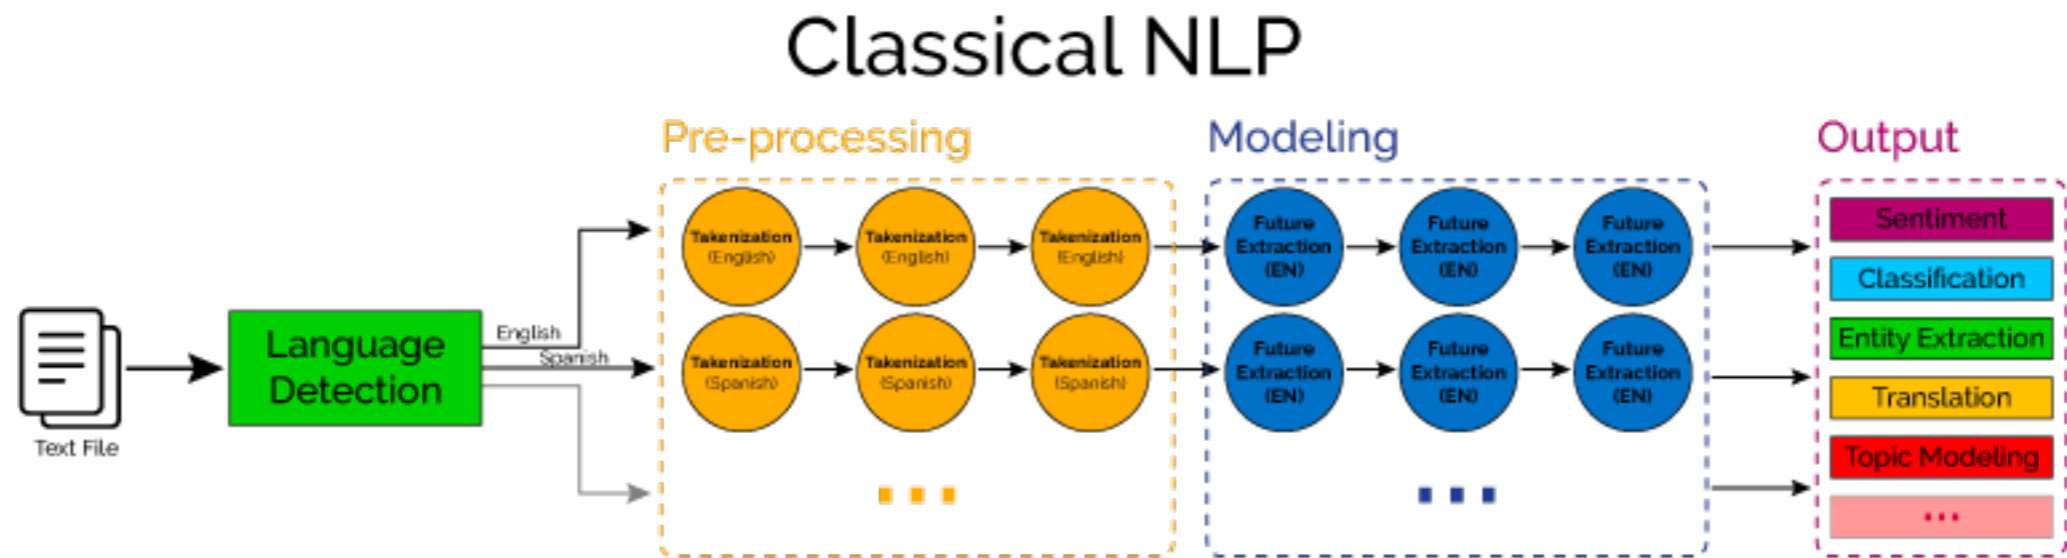 Classical NLP
Pre-processing
Modeling
Output
Text File
Language
Detection
English
Spanish
Takenization
(English)
Takenization
(English)
Takenization
(English)
Future
Extraction
(EN)
Future
Extraction
(EN)
Future
Extraction
(EN)
Takenization
(Spanish)
Takenization
(Spanish)
Takenization
(Spanish)
Future
Extraction
(EN)
Future
Extraction
(EN)
Future
Extraction
(EN)
...
...
Sentiment
Classification
Entity Extraction
Translation
Topic Modeling
...